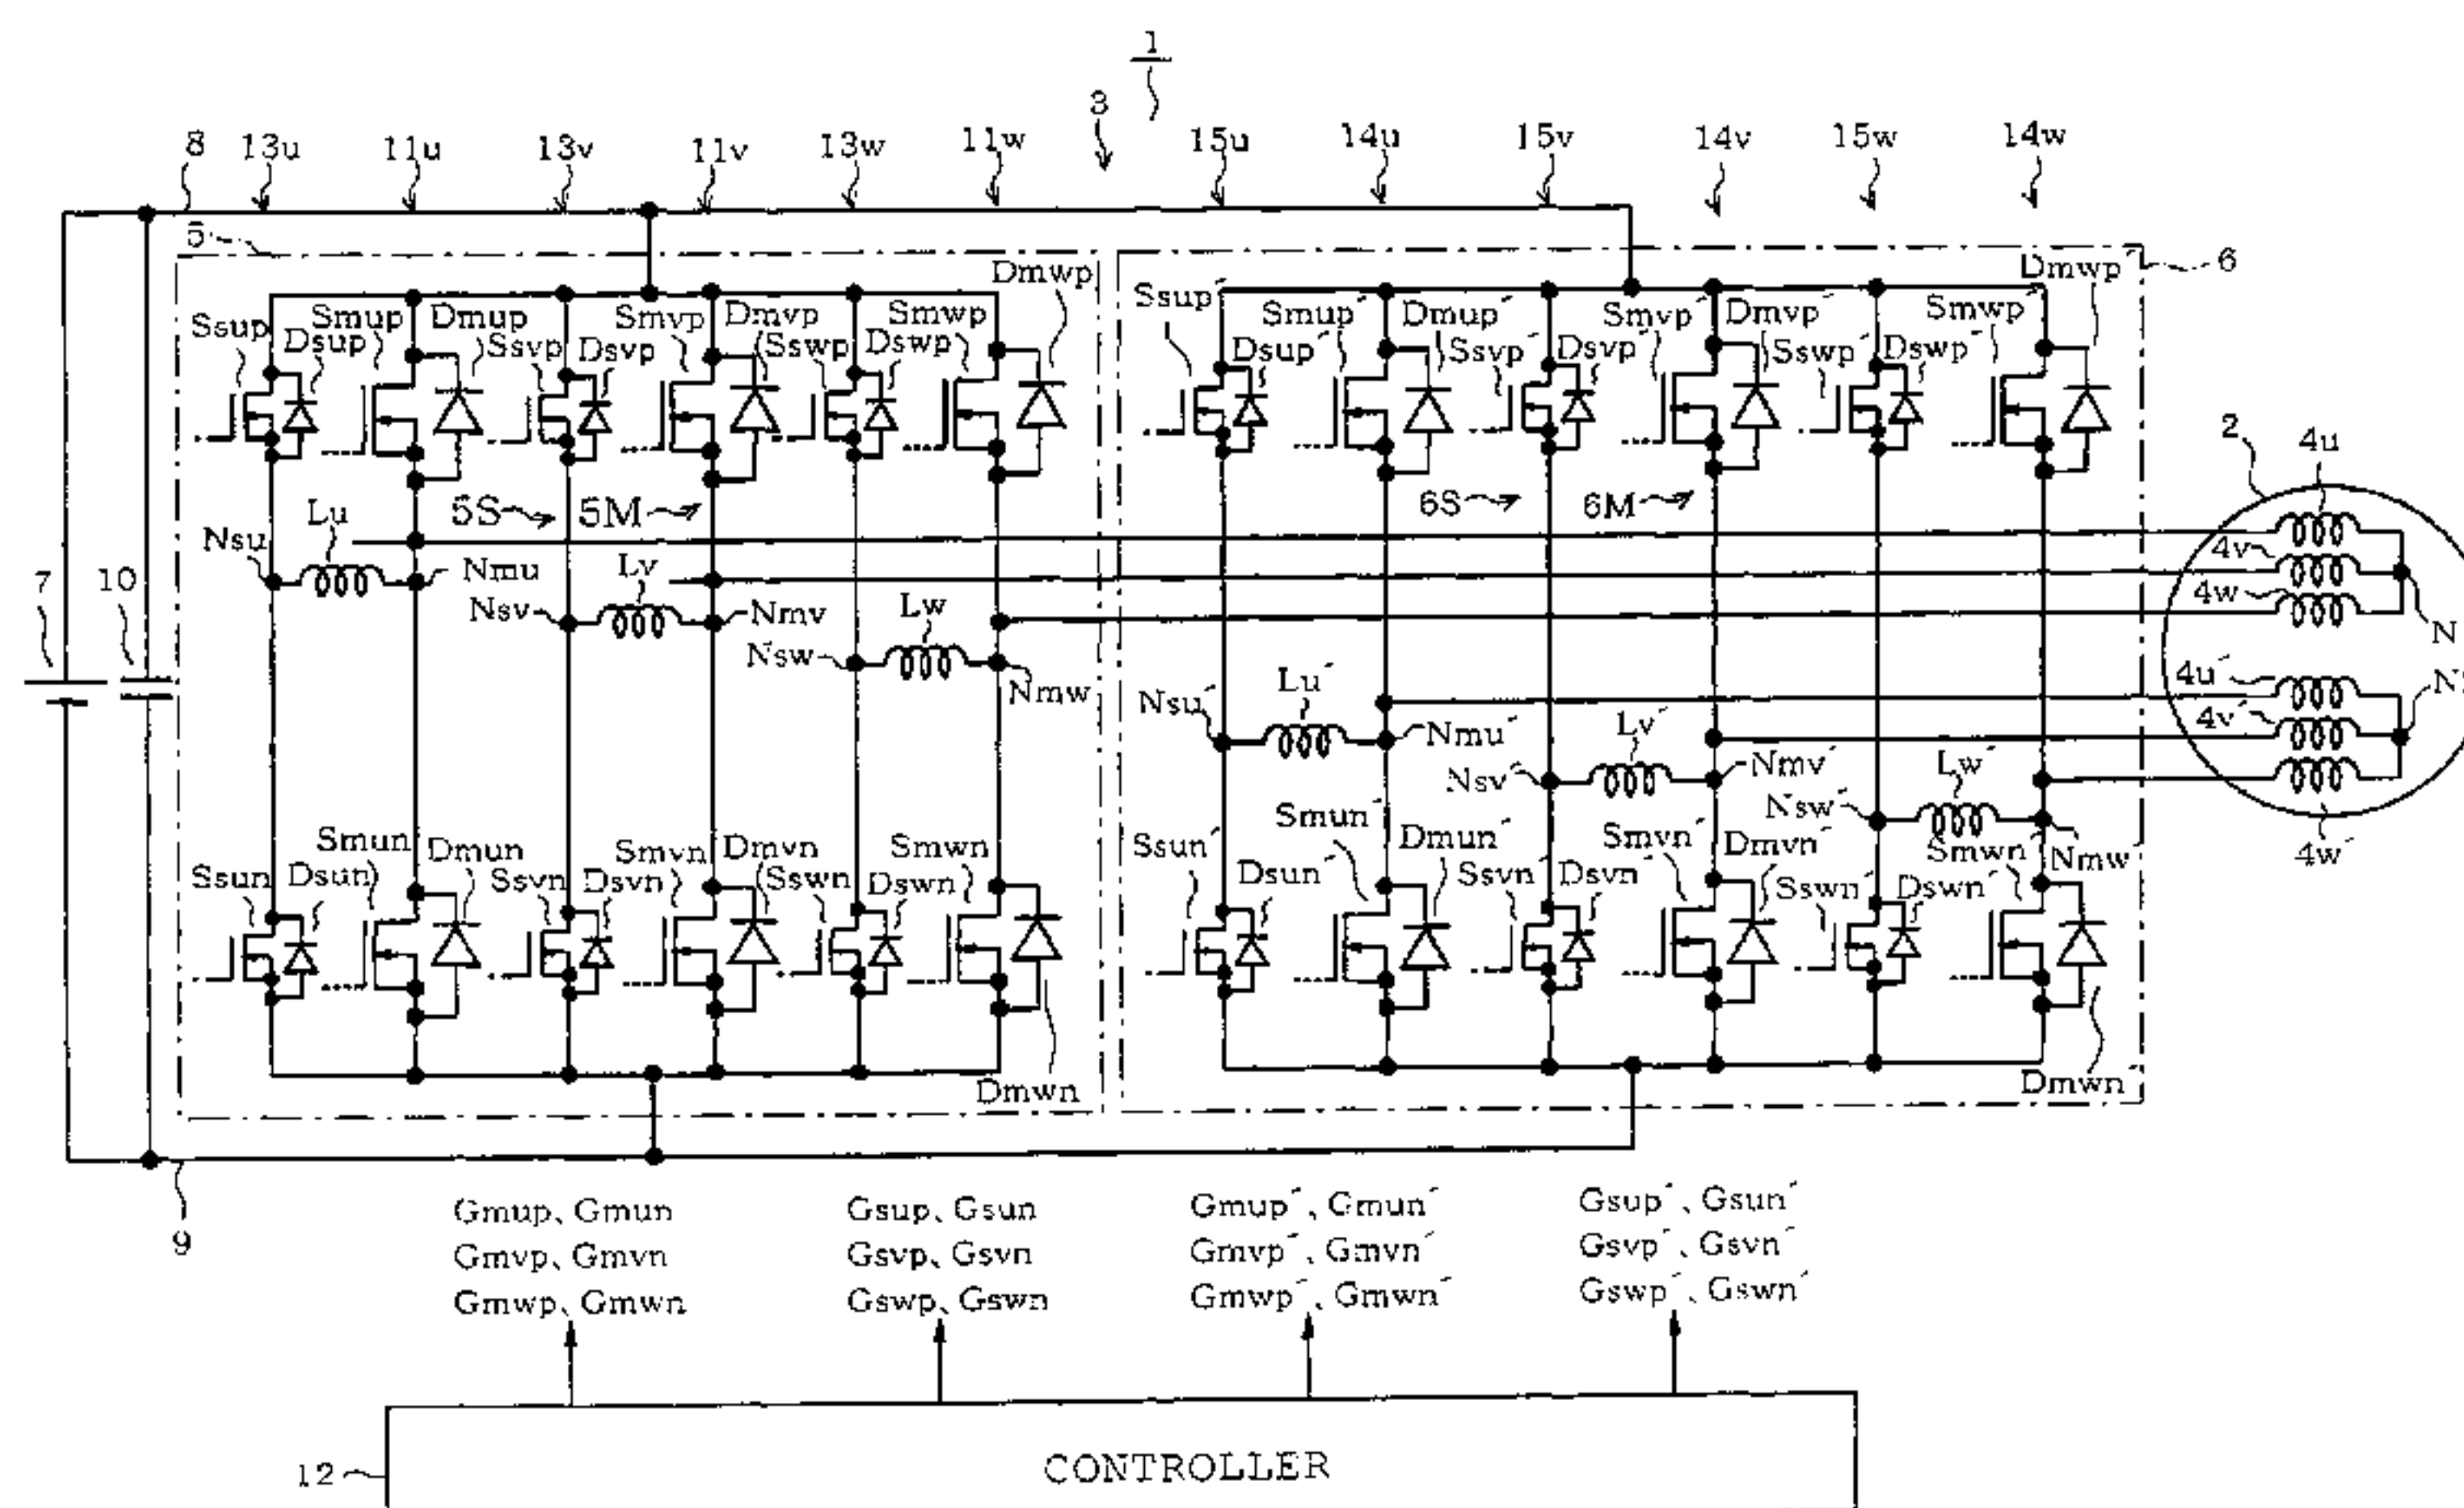 1
3
8 13u 11u 13v 11v 13w 11w 15u 14u 15v 14v 15w 14w
5 6
Dmwp Dmwp´
Ssup Dsup Smup Dmup Ssvp Dsvp Smvp Dmvp Sswp Dswp Smwp
Ssup´ Dsup´ Smup´ Dmup´ Ssvp´ Dsvp´ Smvp´ Dmvp´ Sswp´ Dswp´ Smwp´
5S 5M 6S 6M
2 4u
4v
4w
N
Nsu Lu Nmu
Nsv Lv Nmv
Nsw Lw Nmw
7 10
4u´
4v´
4w´
Nsu´ Lu´ Nmu´
Nsv´ Lv´ Nmv´
Nsw´ Lw´ Nmw´
Ssun Dsun Smun Dmun Ssvn Dsvn Smvn Dmvn Sswn Dswn Smwn
Ssun´ Dsun´ Smun´ Dmun´ Ssvn´ Dsvn´ Smvn´ Dmvn´ Sswn´ Dswn´ Smwn´
Dmwn Dmwn´
9
Gmup、Gmun
Gmvp、Gmvn
Gmwp、Gmwn
Gsup、Gsun
Gsvp、Gsvn
Gswp、Gswn
Gmup´、Gmun´
Gmvp´、Gmvn´
Gmwp´、Gmwn´
Gsup´、Gsun´
Gsvp´、Gsvn´
Gswp´、Gswn´
12 CONTROLLER